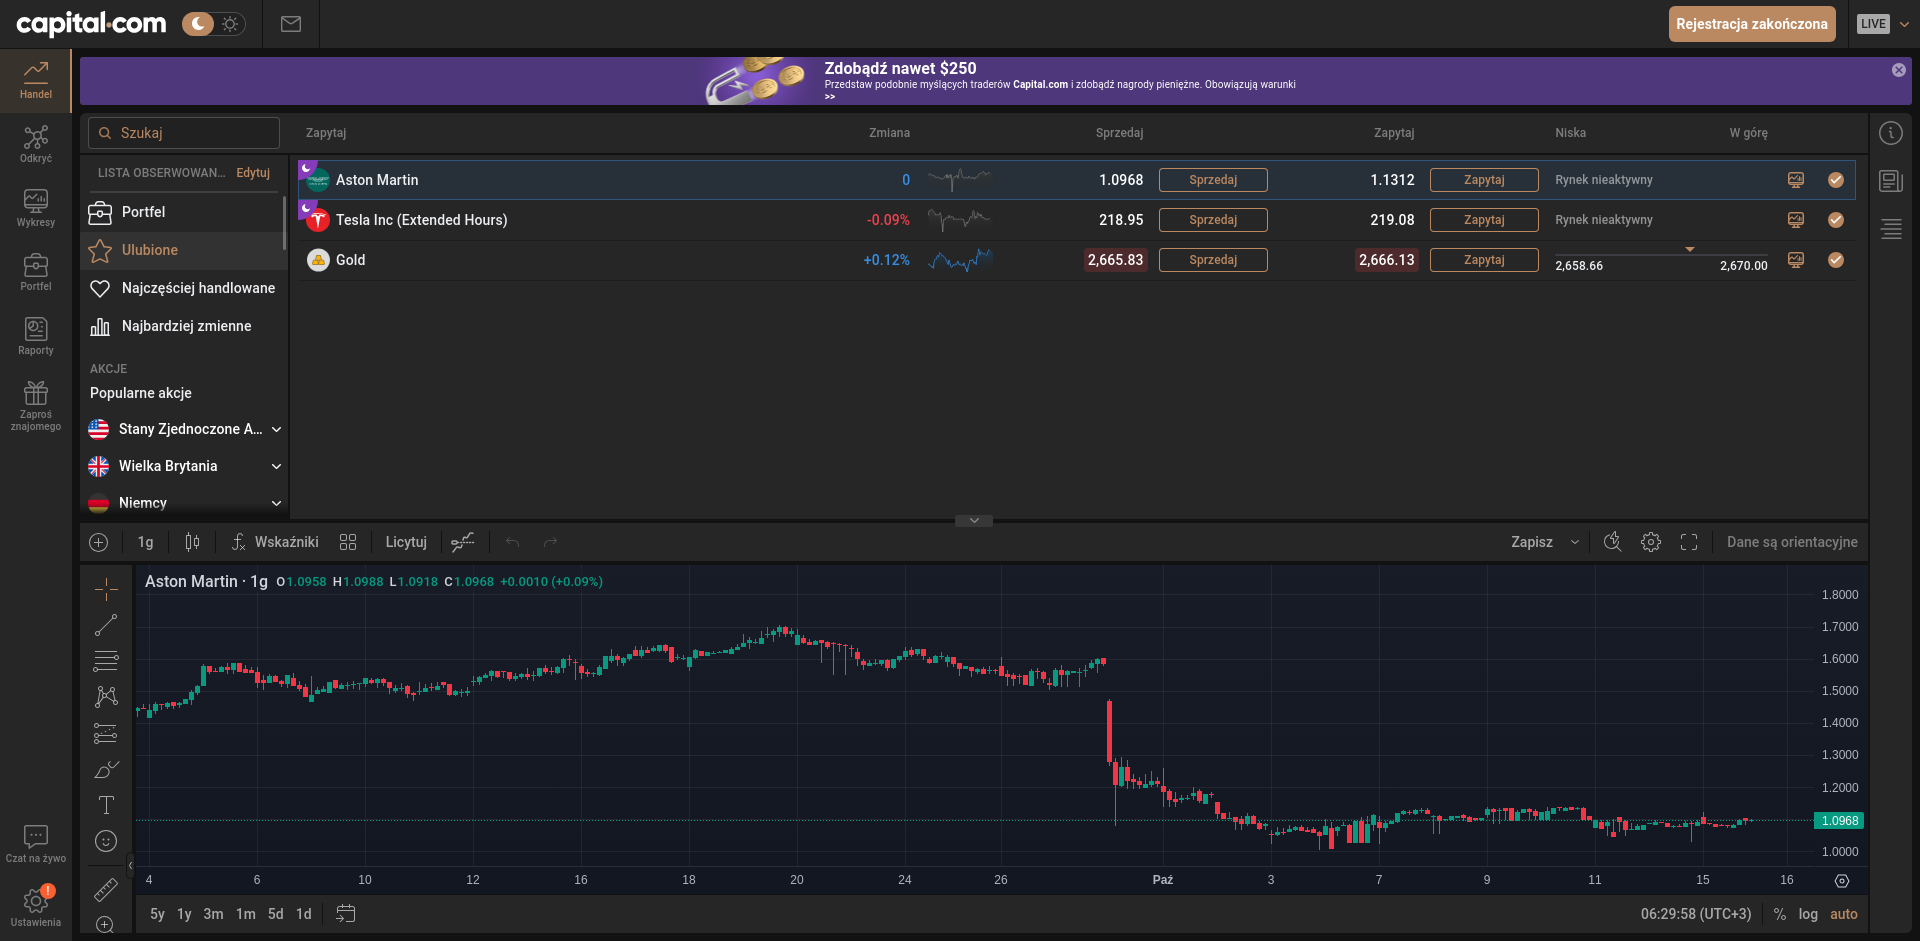 capital.com
Rejestracja zakończona
LIVE
Handel
Zdobądź nawet $250
Przedstaw podobnie myślących traderów Capital.com i zdobądź nagrody pieniężne. Obowiązują warunki
>>
Szukaj
Zapytaj Zmiana Sprzedaj Zapytaj Niska W górę
Odkryć
LISTA OBSERWOWAN... Edytuj
Aston Martin 0 1.0968 Sprzedaj 1.1312 Zapytaj Rynek nieaktywny
Wykresy
Portfel
Tesla Inc (Extended Hours) -0.09% 218.95 Sprzedaj 219.08 Zapytaj Rynek nieaktywny
Ulubione
Gold +0.12% 2,665.83 Sprzedaj 2,666.13 Zapytaj 2,658.66 2,670.00
Portfel
Najczęściej handlowane
Najbardziej zmienne
Raporty
AKCJE
Popularne akcje
Zaproś
znajomego
Stany Zjednoczone A...
Wielka Brytania
Niemcy
1g Wskaźniki Licytuj Zapisz Dane są orientacyjne
Aston Martin · 1g O1.0958 H1.0988 L1.0918 C1.0968 +0.0010 (+0.09%)
1.8000
1.7000
1.6000
1.5000
1.4000
1.3000
1.2000
1.0968
1.0000
Czat na żywo
4 6 10 12 16 18 20 24 26 Paź 3 7 9 11 15 16
!
Ustawienia
5y 1y 3m 1m 5d 1d 06:29:58 (UTC+3) % log auto